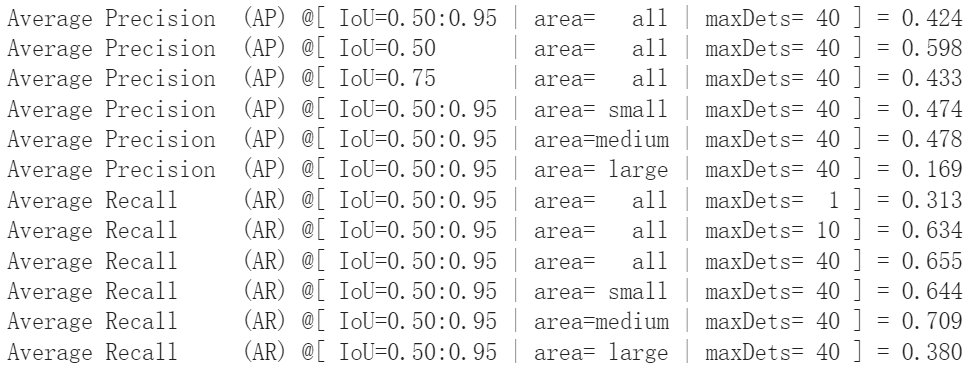 Average Precision  (AP) @[ IoU=0.50:0.95 | area=   all | maxDets= 40 ] = 0.424
Average Precision  (AP) @[ IoU=0.50      | area=   all | maxDets= 40 ] = 0.598
Average Precision  (AP) @[ IoU=0.75      | area=   all | maxDets= 40 ] = 0.433
Average Precision  (AP) @[ IoU=0.50:0.95 | area= small | maxDets= 40 ] = 0.474
Average Precision  (AP) @[ IoU=0.50:0.95 | area=medium | maxDets= 40 ] = 0.478
Average Precision  (AP) @[ IoU=0.50:0.95 | area= large | maxDets= 40 ] = 0.169
Average Recall     (AR) @[ IoU=0.50:0.95 | area=   all | maxDets=  1 ] = 0.313
Average Recall     (AR) @[ IoU=0.50:0.95 | area=   all | maxDets= 10 ] = 0.634
Average Recall     (AR) @[ IoU=0.50:0.95 | area=   all | maxDets= 40 ] = 0.655
Average Recall     (AR) @[ IoU=0.50:0.95 | area= small | maxDets= 40 ] = 0.644
Average Recall     (AR) @[ IoU=0.50:0.95 | area=medium | maxDets= 40 ] = 0.709
Average Recall     (AR) @[ IoU=0.50:0.95 | area= large | maxDets= 40 ] = 0.380